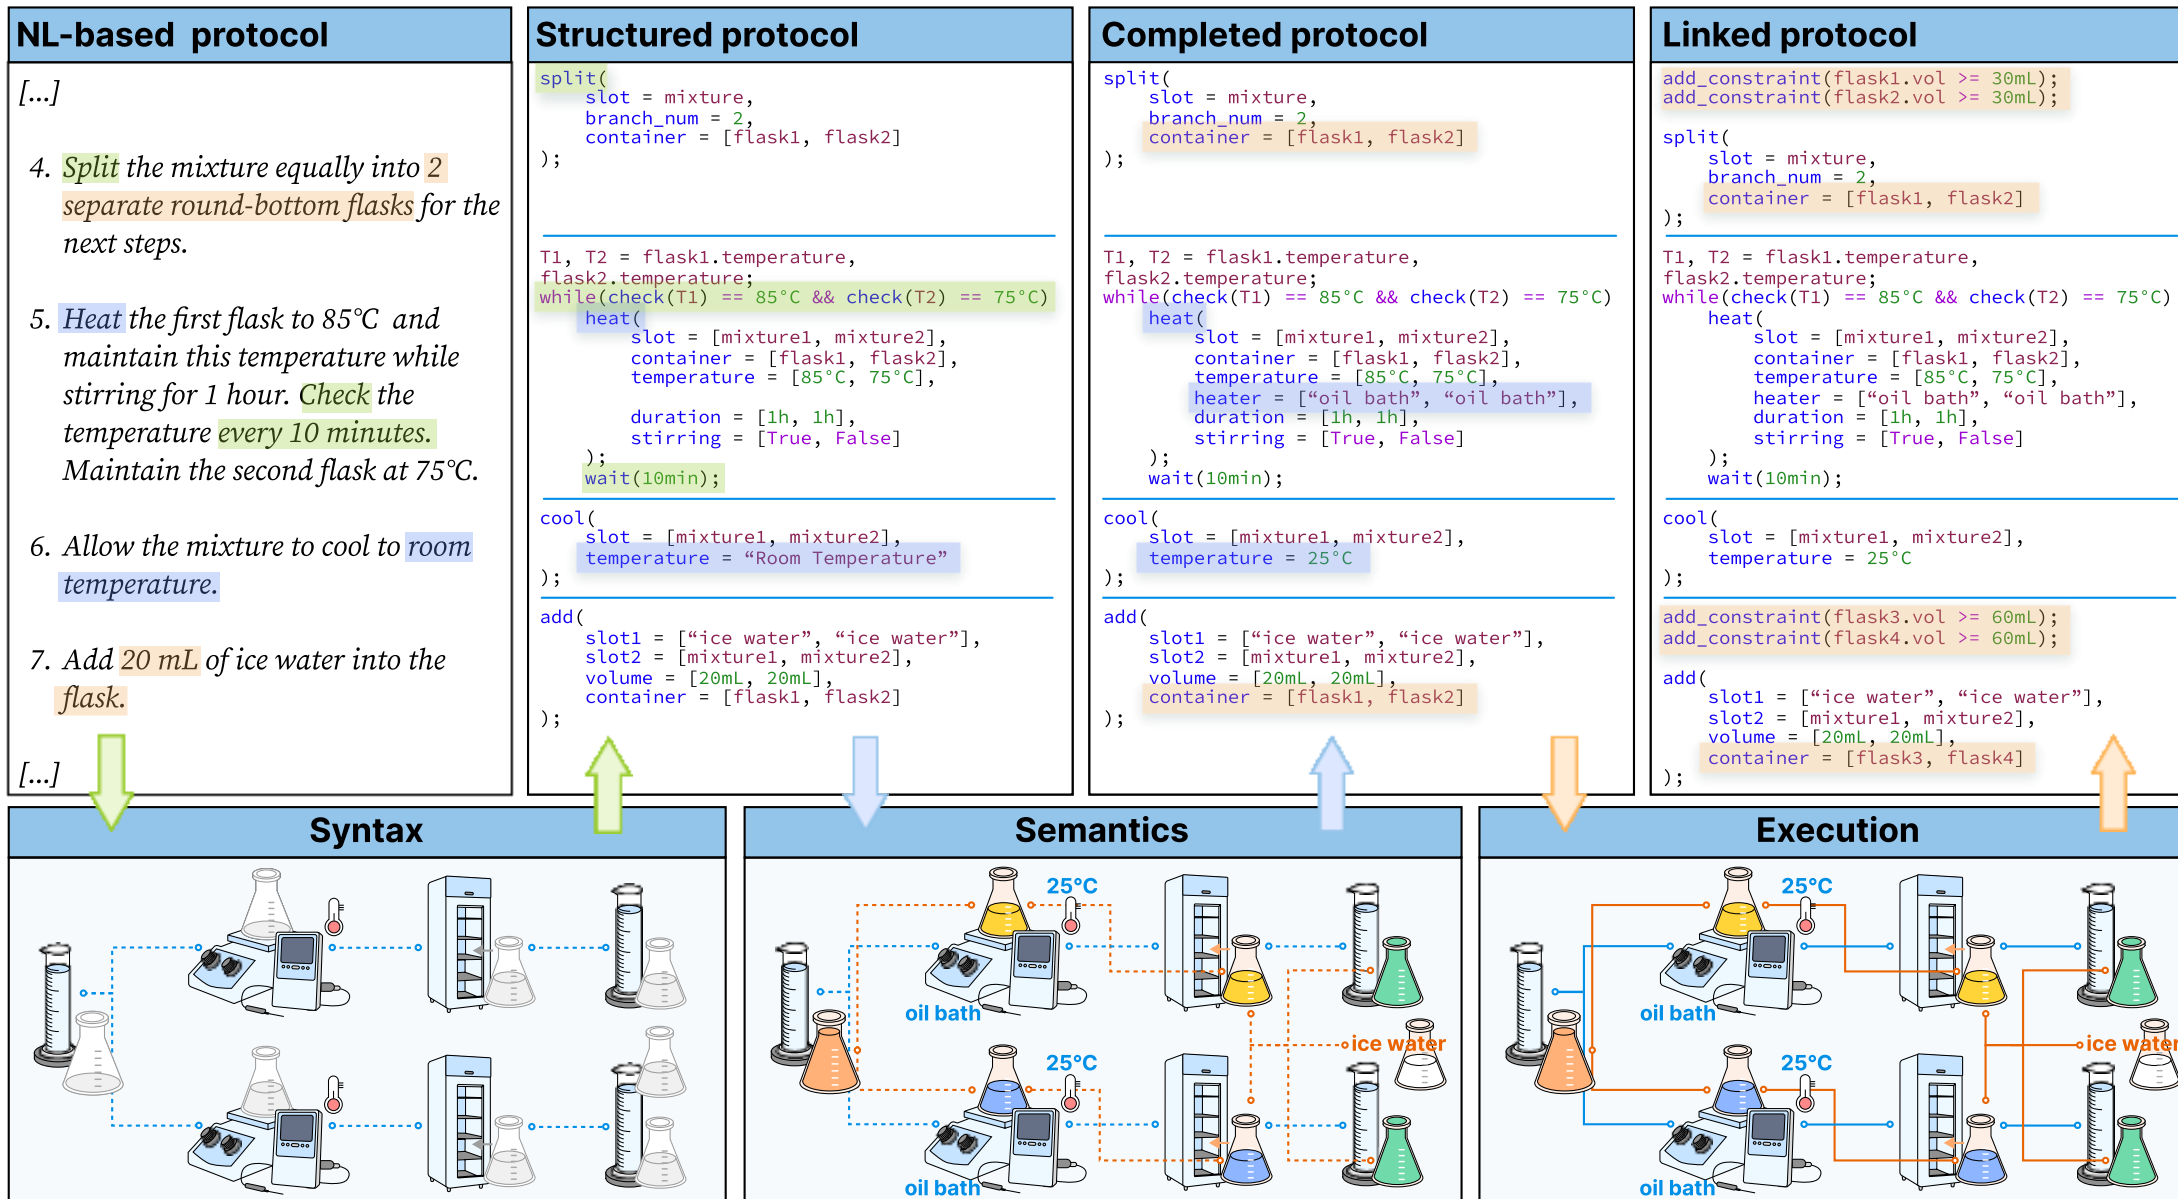 NL-based protocol
[...]
4. Split the mixture equally into 2
separate round-bottom flasks for the
next steps.
5. Heat the first flask to 85°C and
maintain this temperature while
stirring for 1 hour. Check the
temperature every 10 minutes.
Maintain the second flask at 75°C.
6. Allow the mixture to cool to room
temperature.
7. Add 20 mL of ice water into the
flask.
[...]
Structured protocol
split(
slot = mixture,
branch_num = 2,
container = [flask1, flask2]
);
T1, T2 = flask1.temperature,
flask2.temperature;
while(check(T1) == 85°C && check(T2) == 75°C)
heat(
slot = [mixture1, mixture2],
container = [flask1, flask2],
temperature = [85°C, 75°C],
duration = [1h, 1h],
stirring = [True, False]
);
wait(10min);
cool(
slot = [mixture1, mixture2],
temperature = “Room Temperature”
);
add(
slot1 = [“ice water”, “ice water”],
slot2 = [mixture1, mixture2],
volume = [20mL, 20mL],
container = [flask1, flask2]
);
Completed protocol
split(
slot = mixture,
branch_num = 2,
container = [flask1, flask2]
);
T1, T2 = flask1.temperature,
flask2.temperature;
while(check(T1) == 85°C && check(T2) == 75°C)
heat(
slot = [mixture1, mixture2],
container = [flask1, flask2],
temperature = [85°C, 75°C],
heater = [“oil bath”, “oil bath”],
duration = [1h, 1h],
stirring = [True, False]
);
wait(10min);
cool(
slot = [mixture1, mixture2],
temperature = 25°C
);
add(
slot1 = [“ice water”, “ice water”],
slot2 = [mixture1, mixture2],
volume = [20mL, 20mL],
container = [flask1, flask2]
);
Linked protocol
add_constraint(flask1.vol >= 30mL);
add_constraint(flask2.vol >= 30mL);
split(
slot = mixture,
branch_num = 2,
container = [flask1, flask2]
);
T1, T2 = flask1.temperature,
flask2.temperature;
while(check(T1) == 85°C && check(T2) == 75°C)
heat(
slot = [mixture1, mixture2],
container = [flask1, flask2],
temperature = [85°C, 75°C],
heater = [“oil bath”, “oil bath”],
duration = [1h, 1h],
stirring = [True, False]
);
wait(10min);
cool(
slot = [mixture1, mixture2],
temperature = 25°C
);
add_constraint(flask3.vol >= 60mL);
add_constraint(flask4.vol >= 60mL);
add(
slot1 = [“ice water”, “ice water”],
slot2 = [mixture1, mixture2],
volume = [20mL, 20mL],
container = [flask3, flask4]
);
Syntax
Semantics
25°C
oil bath
ice water
25°C
oil bath
Execution
25°C
oil bath
ice water
25°C
oil bath